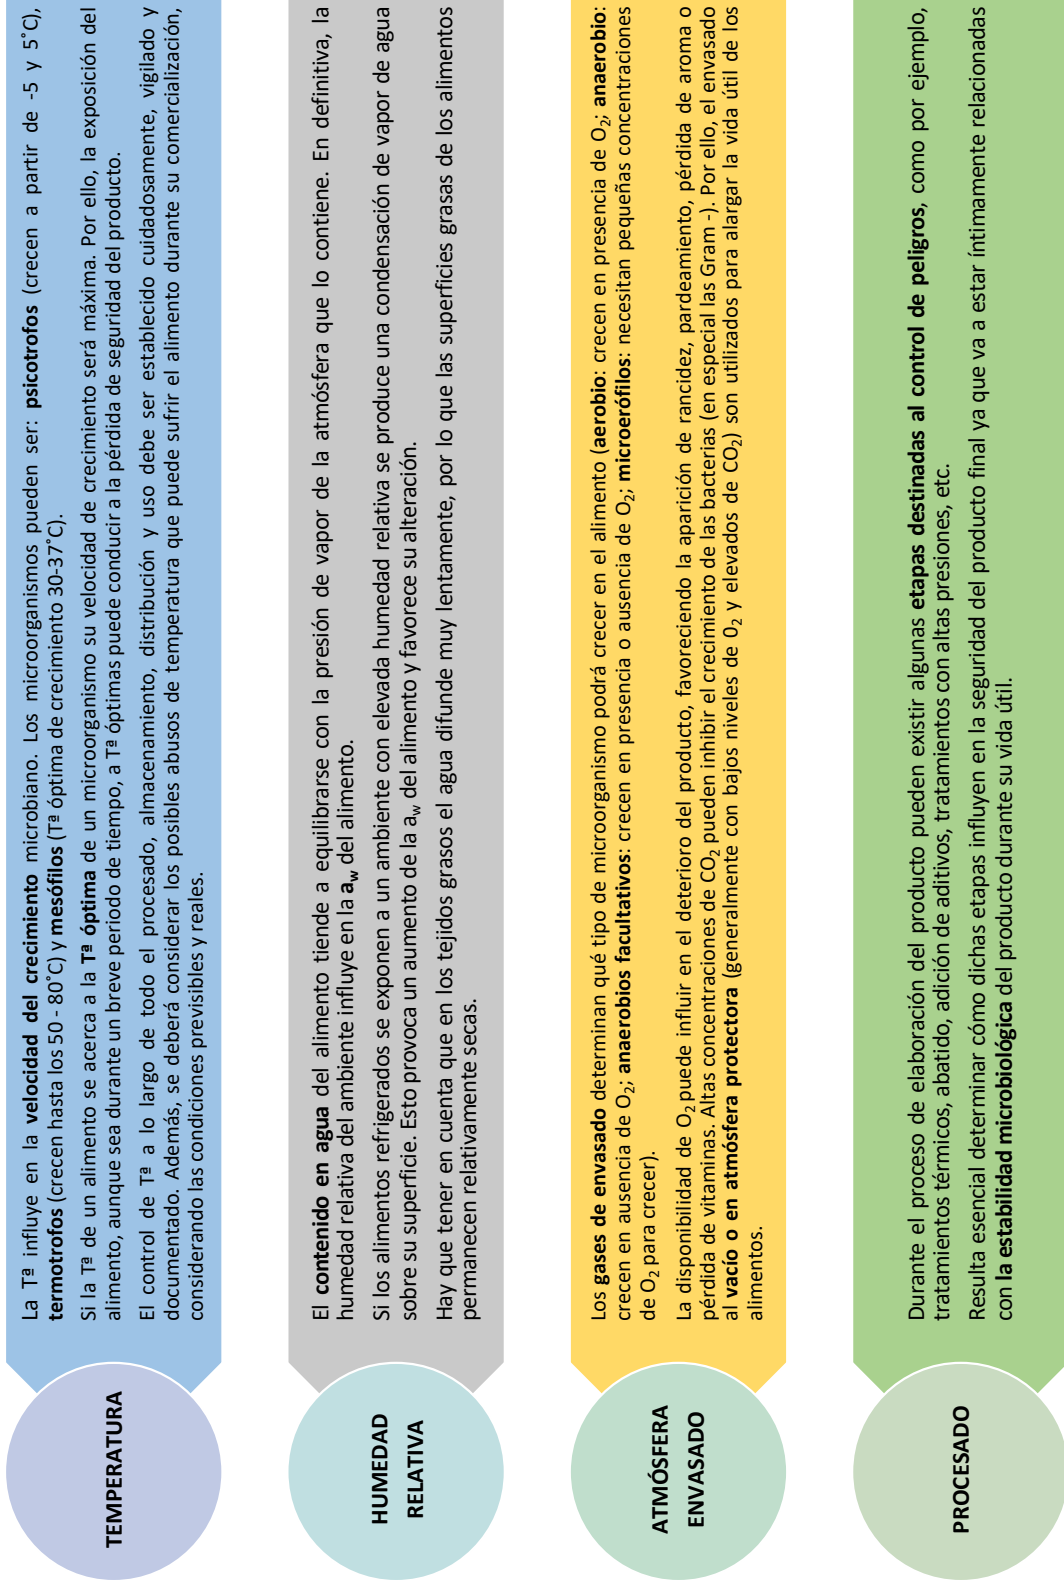 TEMPERATURA
La Tª influye en la velocidad del crecimiento microbiano. Los microorganismos pueden ser: psicotrofos (crecen a partir de -5 y 5˚C),
termotrofos (crecen hasta los 50 - 80˚C) y mesófilos (Tª óptima de crecimiento 30-37˚C).
Si la Tª de un alimento se acerca a la Tª óptima de un microorganismo su velocidad de crecimiento será máxima. Por ello, la exposición del
alimento, aunque sea durante un breve periodo de tiempo, a Tª óptimas puede conducir a la pérdida de seguridad del producto.
El control de Tª a lo largo de todo el procesado, almacenamiento, distribución y uso debe ser establecido cuidadosamente, vigilado y
documentado. Además, se deberá considerar los posibles abusos de temperatura que puede sufrir el alimento durante su comercialización,
considerando las condiciones previsibles y reales.
HUMEDAD
RELATIVA
El contenido en agua del alimento tiende a equilibrarse con la presión de vapor de la atmósfera que lo contiene. En definitiva, la
humedad relativa del ambiente influye en la a_w del alimento.
Si los alimentos refrigerados se exponen a un ambiente con elevada humedad relativa se produce una condensación de vapor de agua
sobre su superficie. Esto provoca un aumento de la a_w del alimento y favorece su alteración.
Hay que tener en cuenta que en los tejidos grasos el agua difunde muy lentamente, por lo que las superficies grasas de los alimentos
permanecen relativamente secas.
ATMÓSFERA
ENVASADO
Los gases de envasado determinan qué tipo de microorganismo podrá crecer en el alimento (aerobio: crecen en presencia de O₂; anaerobio:
crecen en ausencia de O₂; anaerobios facultativos: crecen en presencia o ausencia de O₂; microerófilos: necesitan pequeñas concentraciones
de O₂ para crecer).
La disponibilidad de O₂ puede influir en el deterioro del producto, favoreciendo la aparición de rancidez, pardeamiento, pérdida de aroma o
pérdida de vitaminas. Altas concentraciones de CO₂ pueden inhibir el crecimiento de las bacterias (en especial las Gram -). Por ello, el envasado
al vacío o en atmósfera protectora (generalmente con bajos niveles de 0₂ y elevados de CO₂) son utilizados para alargar la vida útil de los
alimentos.
PROCESADO
Durante el proceso de elaboración del producto pueden existir algunas etapas destinadas al control de peligros, como por ejemplo,
tratamientos térmicos, abatido, adición de aditivos, tratamientos con altas presiones, etc.
Resulta esencial determinar cómo dichas etapas influyen en la seguridad del producto final ya que va a estar íntimamente relacionadas
con la estabilidad microbiológica del producto durante su vida útil.